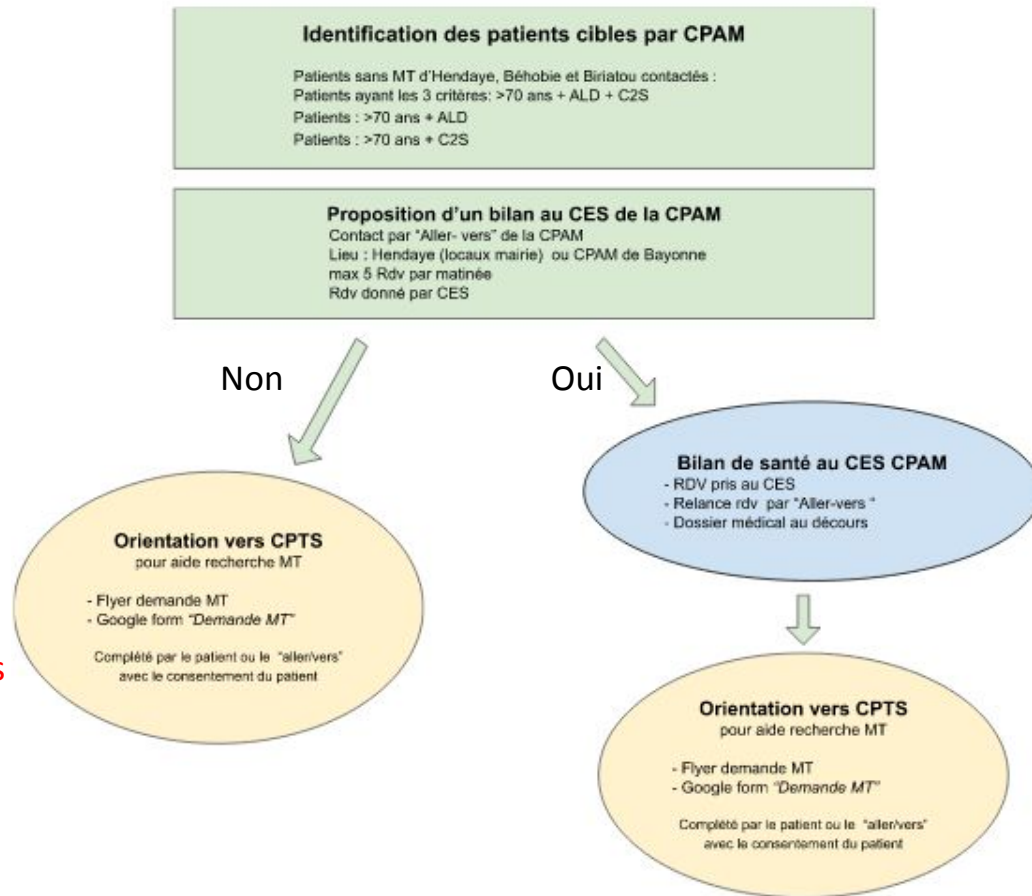 Identification des patients cibles par CPAM
Patients sans MT d'Hendaye, Béhobie et Biriatou contactés :
Patients ayant les 3 critères: >70 ans + ALD + C2S
Patients : >70 ans + ALD
Patients : >70 ans + C2S
Proposition d'un bilan au CES de la CPAM
Contact par "Aller- vers" de la CPAM
Lieu : Hendaye (locaux mairie) ou CPAM de Bayonne
max 5 Rdv par matinée
Rdv donné par CES
Non
Oui
Bilan de santé au CES CPAM
- RDV pris au CES
- Relance rdv par "Aller-vers "
- Dossier médical au décours
Orientation vers CPTS
pour aide recherche MT
- Flyer demande MT
- Google form "Demande MT"
Complété par le patient ou le "aller/vers"
avec le consentement du patient
s
Orientation vers CPTS
pour aide recherche MT
- Flyer demande MT
- Google form "Demande MT"
Complété par le patient ou le "aller/vers"
avec le consentement du patient